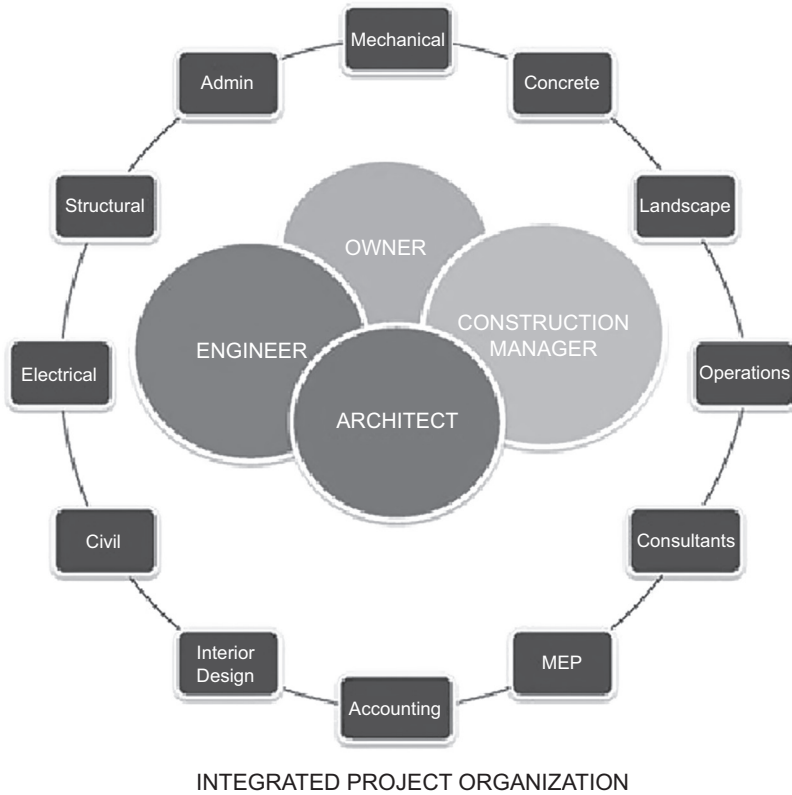 Mechanical
Admin
Concrete
Structural
Landscape
OWNER
ENGINEER
CONSTRUCTION
MANAGER
Electrical
Operations
ARCHITECT
Civil
Consultants
Interior
Design
MEP
Accounting
INTEGRATED PROJECT ORGANIZATION